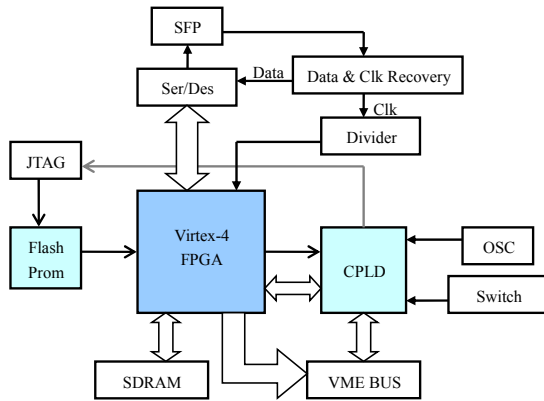 SFP
Data
Data & Clk Recovery
Ser/Des
Clk
Divider
JTAG
Virtex-4
FPGA
Flash
Prom
CPLD
OSC
Switch
SDRAM
VME BUS